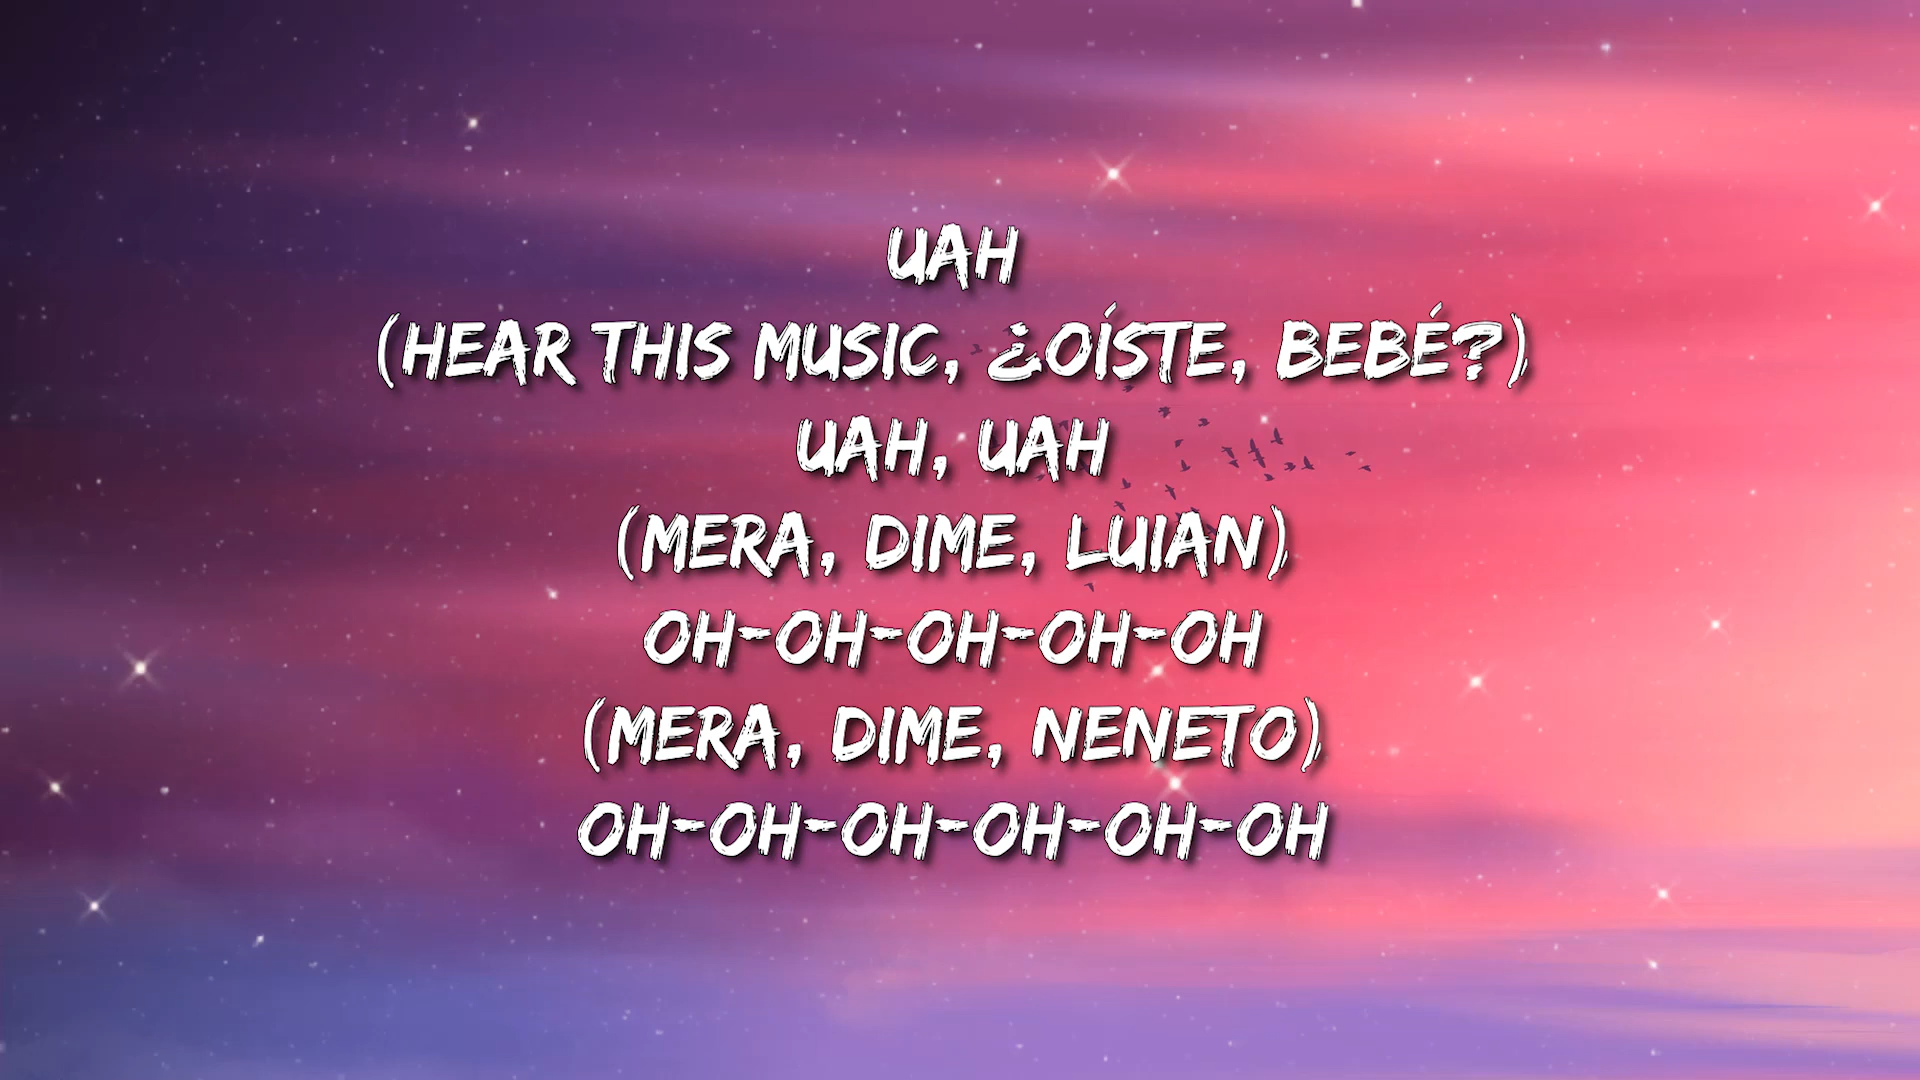 UAH
(HEAR THIS MUSIC, ¿OÍSTE, BEBÉ?)
UAH, UAH
(MERA, DIME, LUIAN)
OH-OH-OH-OH-OH
(MERA, DIME, NENETO)
OH-OH-OH-OH-OH-OH